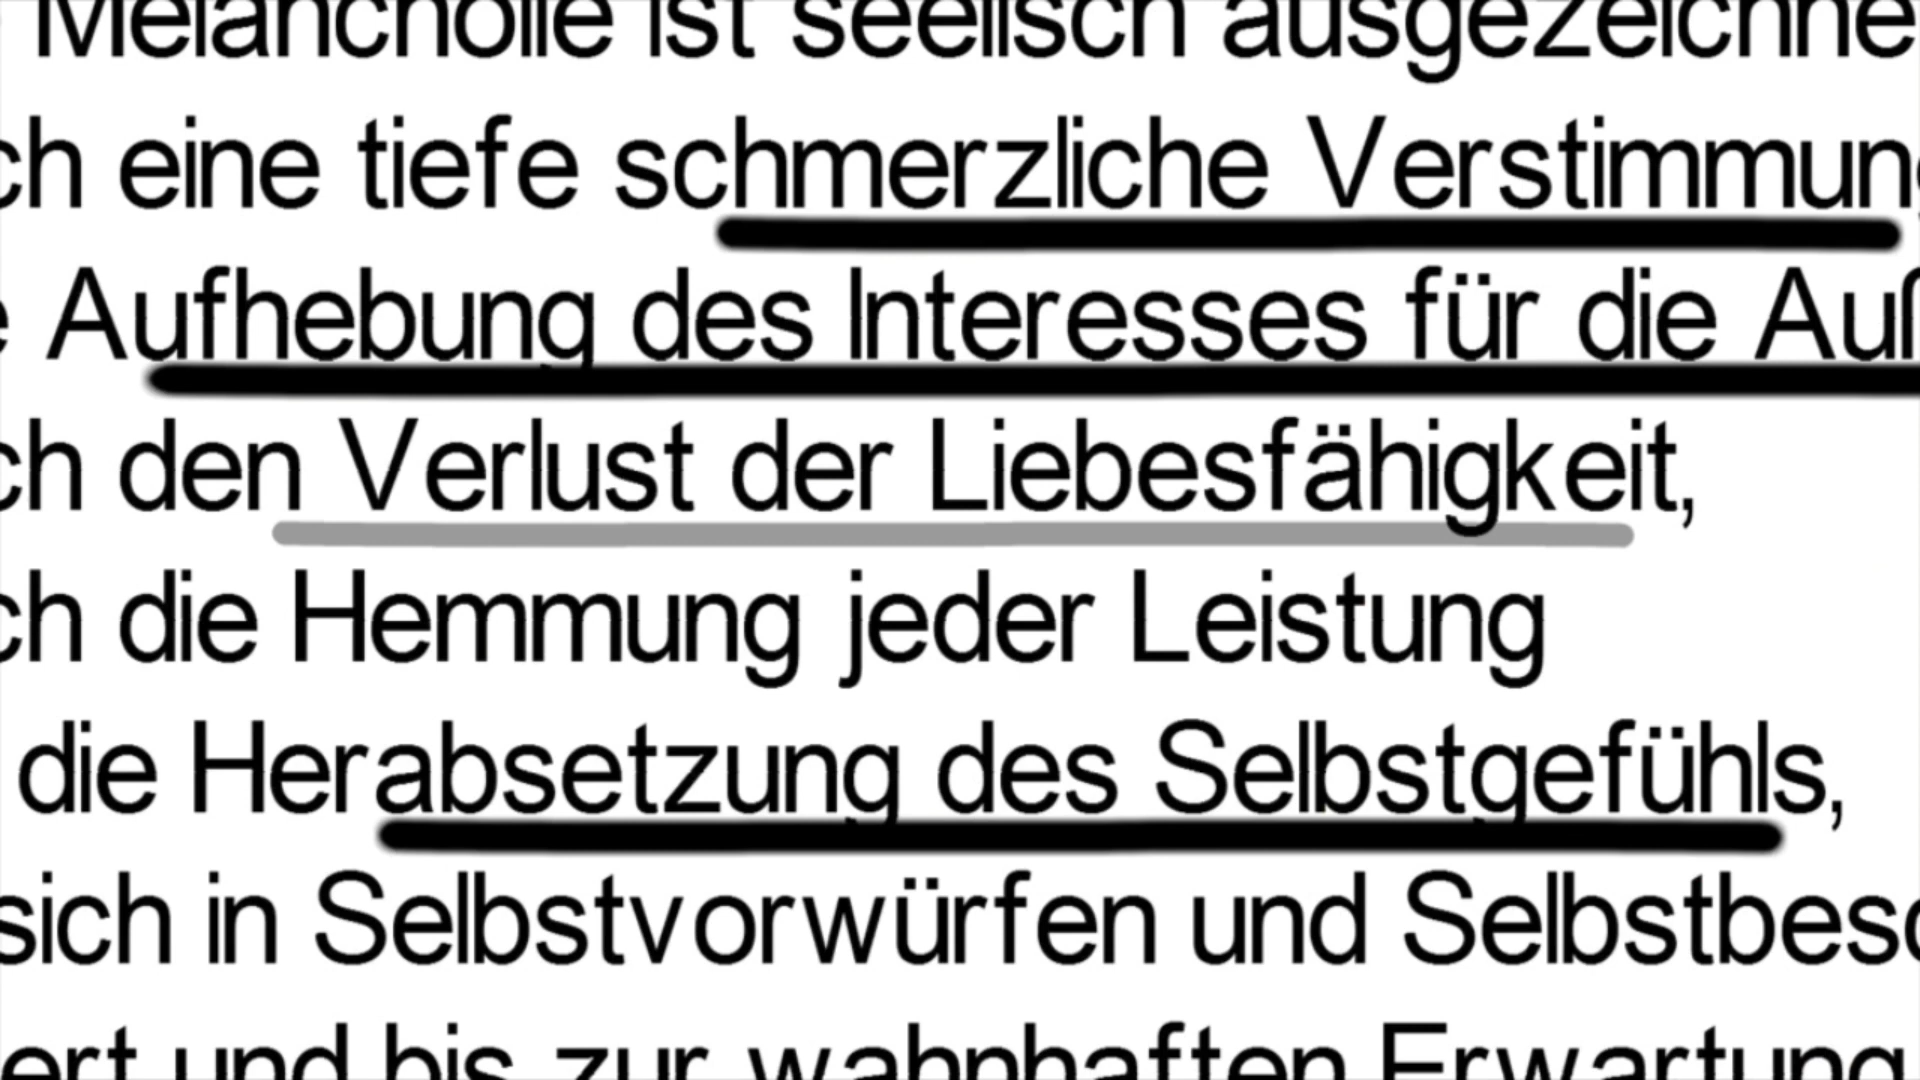 Melancholie ist seelisch ausgezeichne
ch eine tiefe schmerzliche Verstimmung
e Aufhebung des Interesses für die Auß
ch den Verlust der Liebesfähigkeit,
ch die Hemmung jeder Leistung
die Herabsetzung des Selbstgefühls,
sich in Selbstvorwürfen und Selbstbesc
ert und bis zur wahnhaften Erwartung